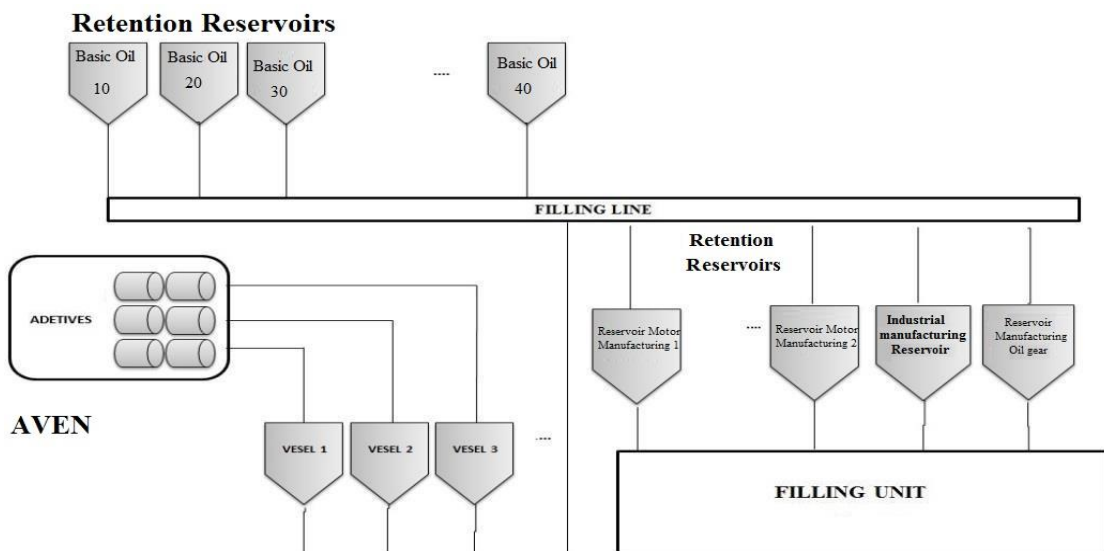 Retention Reservoirs
Basic Oil
10
Basic Oil
20
Basic Oil
30
....
Basic Oil
40
FILLING LINE
Retention
Reservoirs
ADETIVES
Reservoir Motor
Manufacturing 1
....
Reservoir Motor
Manufacturing 2
Industrial
manufacturing
Reservoir
Reservoir
Manufacturing
Oil gear
AVEN
VESEL 1
VESEL 2
VESEL 3
....
FILLING UNIT